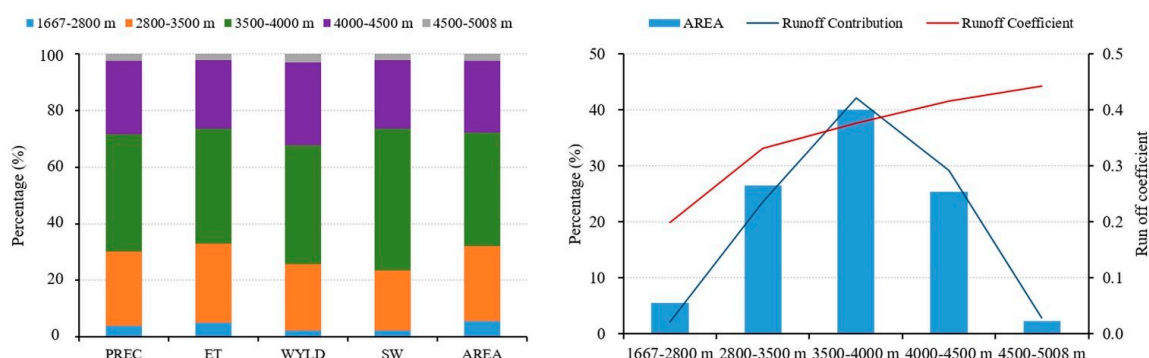 1667-2800 m 2800-3500 m 3500-4000 m 4000-4500 m 4500-5008 m
100
80
60
40
20
0
Percentage (%)
PREC ET WYLD SW AREA
AREA Runoff Contribution Runoff Coefficient
50
40
30
20
10
0
Percentage (%)
0.5
0.4
0.3
0.2
0.1
0.0
Run off coefficient
1667-2800 m 2800-3500 m 3500-4000 m 4000-4500 m 4500-5008 m